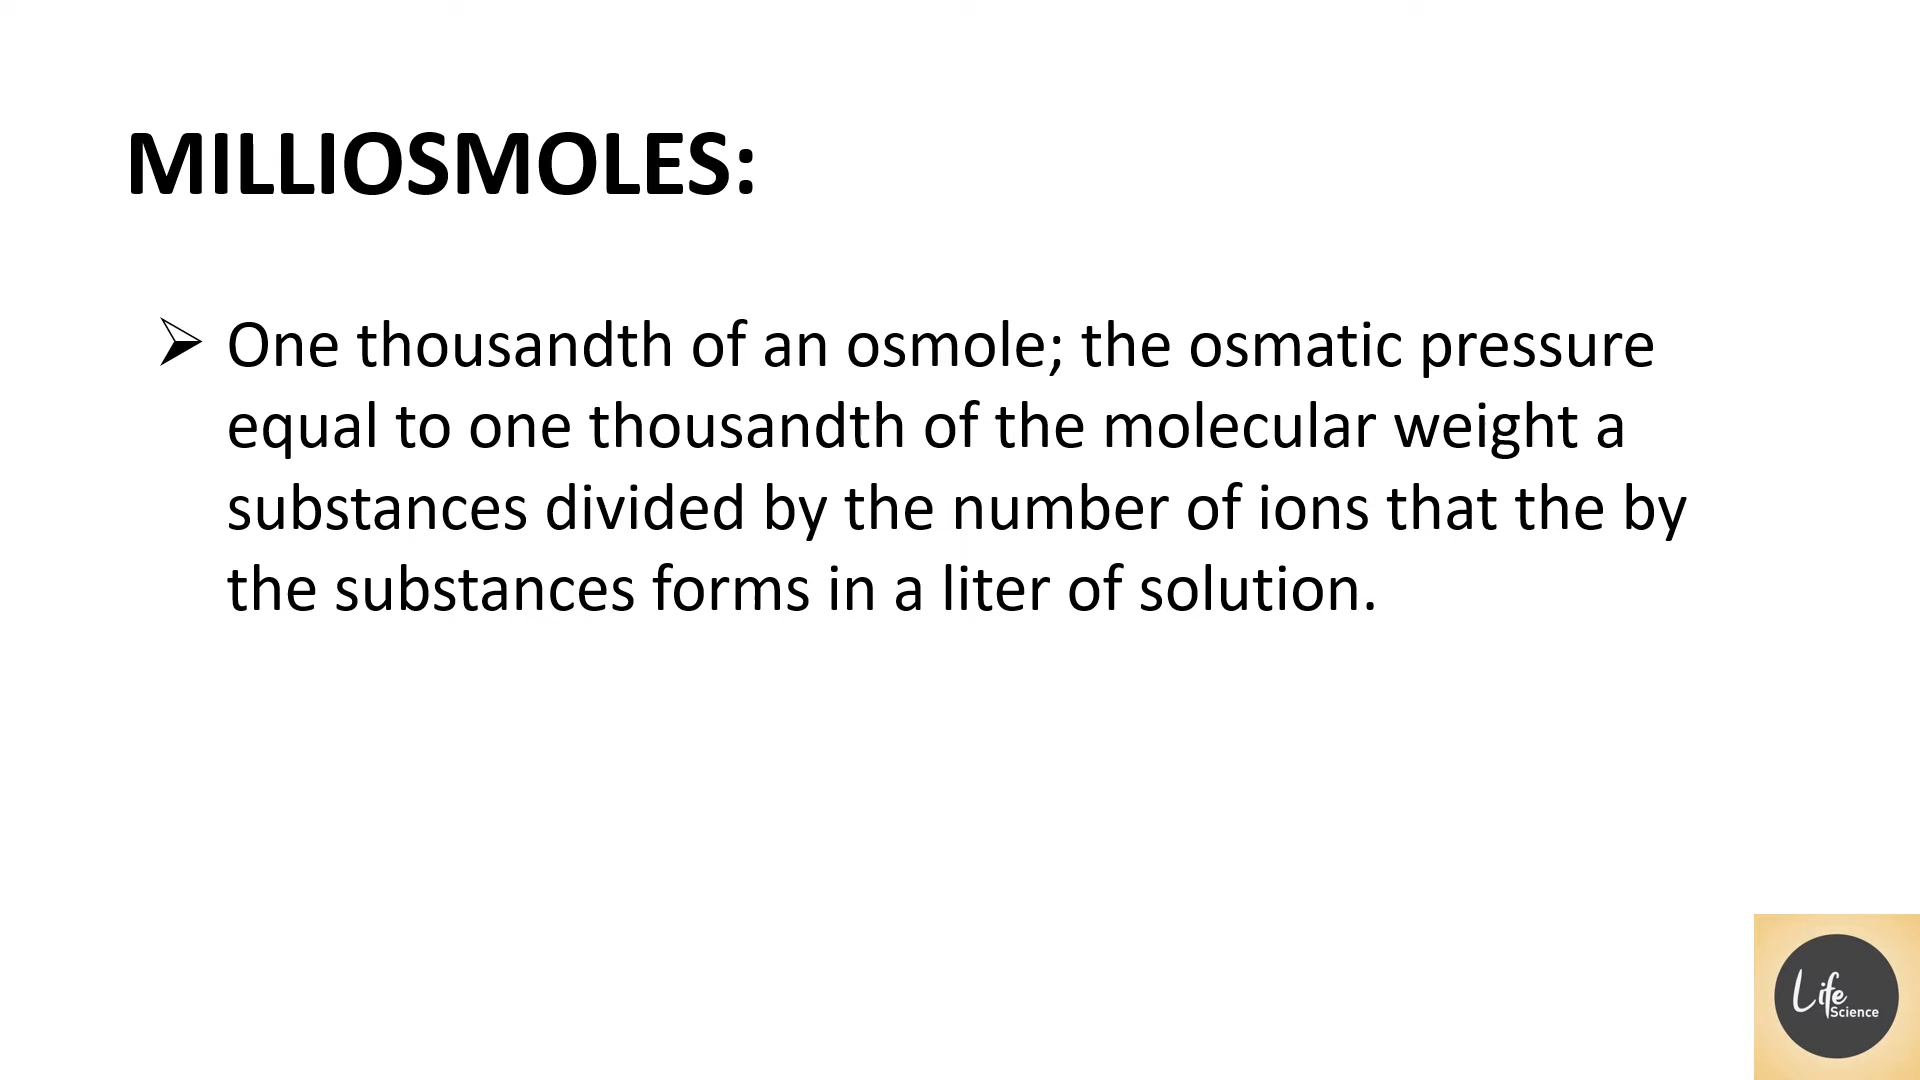 MILLIOSMOLES:
One thousandth of an osmole; the osmatic pressure
equal to one thousandth of the molecular weight a
substances divided by the number of ions that the by
the substances forms in a liter of solution.
Life
Science